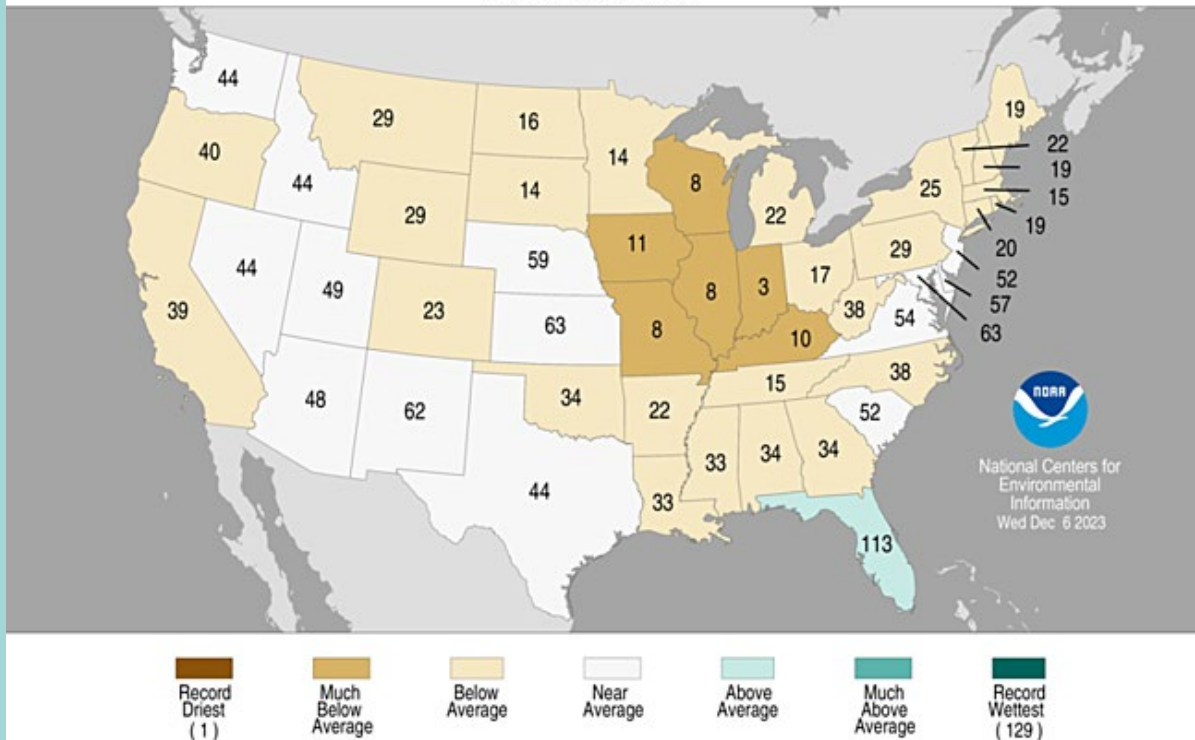 44
29
16
14
19
22
40
44
29
14
8
22
25
19
15
19
20
44
49
23
59
11
8
3
17
29
52
57
63
39
63
8
10
38
54
48
62
34
22
15
38
52
44
33
33
34
34
113
NOAA
National Centers for
Environmental
Information
Wed Dec 6 2023
Record
Driest
(1)
Much
Below
Average
Below
Average
Near
Average
Above
Average
Much
Above
Average
Record
Wettest
(129)